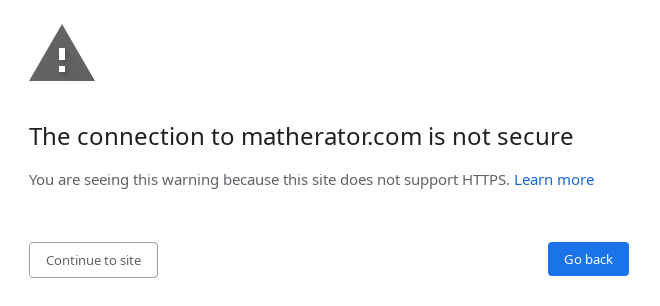 The connection to matherator.com is not secure
You are seeing this warning because this site does not support HTTPS. Learn more
Continue to site
Go back